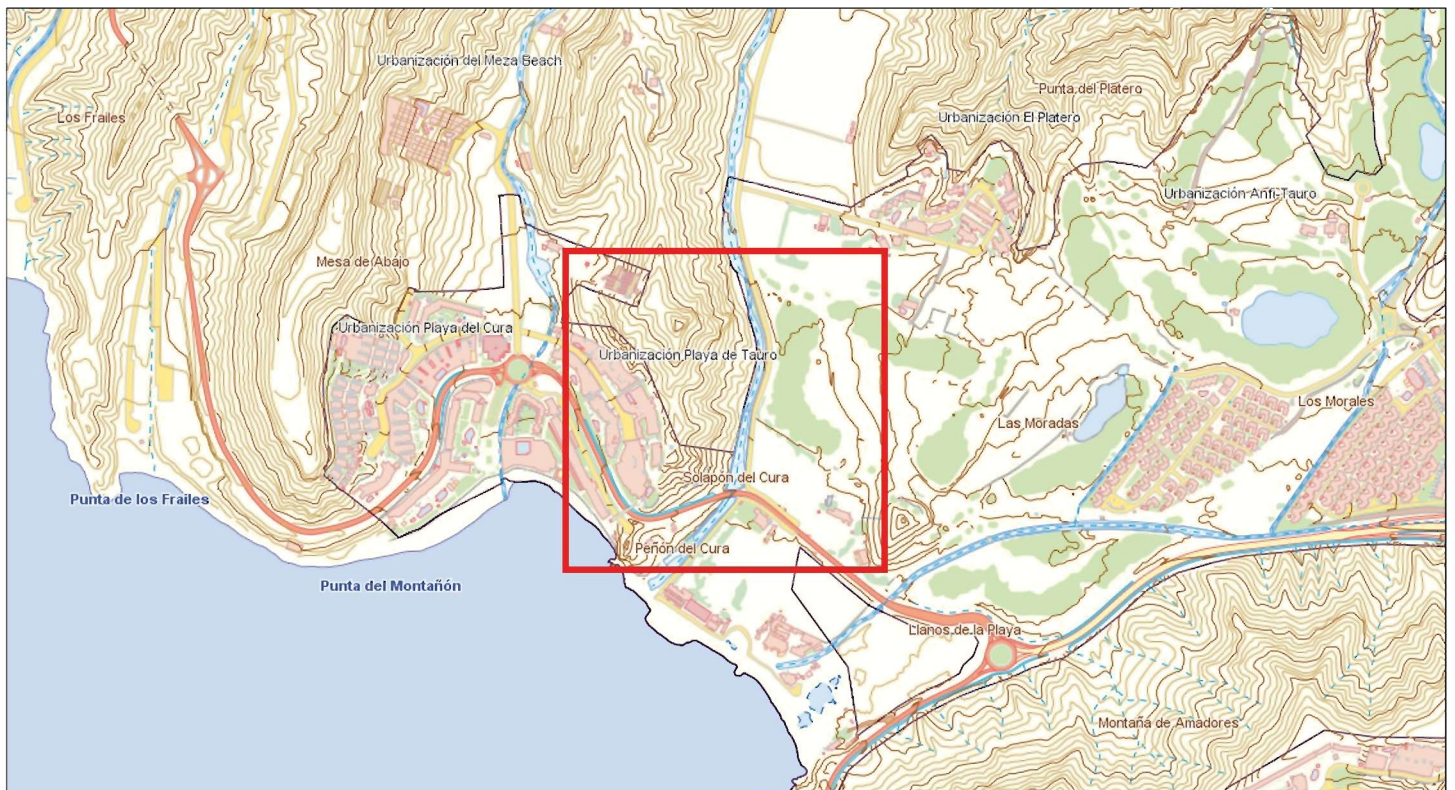 Urbanización del Meza Beach
Punta del Platero
Los Frailes
Urbanización El Platero
Urbanización Anfi-Tauro
Mesa de Abajo
Urbanización Playa del Cura
Urbanización Playa de Tauro
Los Morales
Las Moradas
Solapón del Cura
Punta de los Frailes
Peñón del Cura
Punta del Montañón
Llanos de la Playa
Montaña de Amadores